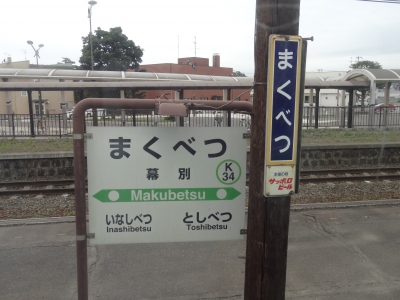 まくべつ
幕別
K
34
Makubetsu
いなしべつ としべつ
Inashibetsu Toshibetsu
まくべつ
サッポロ
ビール